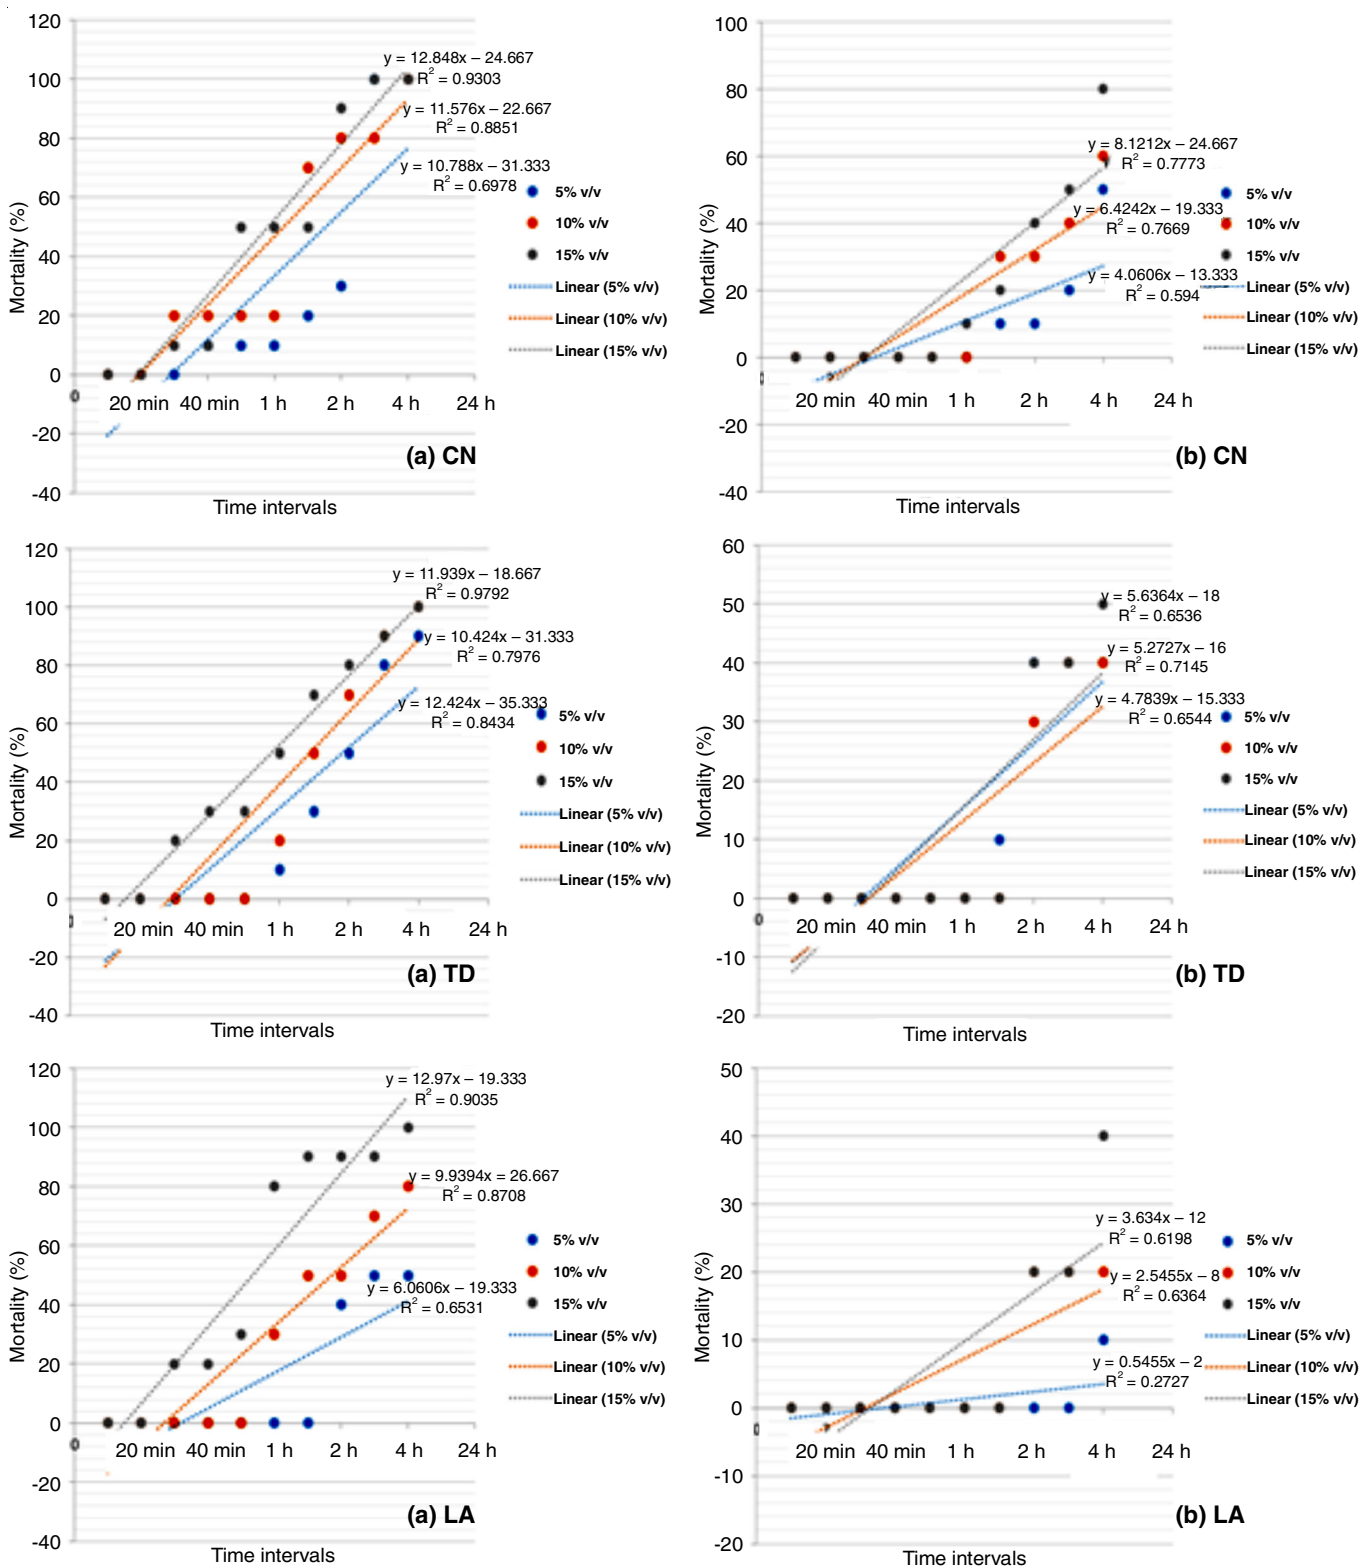 120
100
80
60
40
20
0
-20
-40
Mortality (%)
0
20 min 40 min 1 h 2 h 4 h 24 h
Time intervals
y = 12.848x – 24.667
R2 = 0.9303
y = 11.576x – 22.667
R2 = 0.8851
y = 10.788x – 31.333
R2 = 0.6978
5% v/v
10% v/v
15% v/v
Linear (5% v/v)
Linear (10% v/v)
Linear (15% v/v)
(a) CN
100
80
60
40
20
0
-20
-40
Mortality (%)
0
20 min 40 min 1 h 2 h 4 h 24 h
Time intervals
y = 8.1212x – 24.667
R2 = 0.7773
y = 6.4242x – 19.333
R2 = 0.7669
y = 4.0606x – 13.333
R2 = 0.594
5% v/v
10% v/v
15% v/v
Linear (5% v/v)
Linear (10% v/v)
Linear (15% v/v)
(b) CN
120
100
80
60
40
20
0
-20
-40
Mortality (%)
0
20 min 40 min 1 h 2 h 4 h 24 h
Time intervals
y = 11.939x – 18.667
R2 = 0.9792
y = 10.424x – 31.333
R2 = 0.7976
y = 12.424x – 35.333
R2 = 0.8434
5% v/v
10% v/v
15% v/v
Linear (5% v/v)
Linear (10% v/v)
Linear (15% v/v)
(a) TD
60
50
40
30
20
10
0
-10
-20
Mortality (%)
0
20 min 40 min 1 h 2 h 4 h 24 h
Time intervals
y = 5.6364x – 18
R2 = 0.6536
y = 5.2727x – 16
R2 = 0.7145
y = 4.7839x – 15.333
R2 = 0.6544
5% v/v
10% v/v
15% v/v
Linear (5% v/v)
Linear (10% v/v)
Linear (15% v/v)
(b) TD
120
100
80
60
40
20
0
-20
-40
Mortality (%)
0
20 min 40 min 1 h 2 h 4 h 24 h
Time intervals
y = 12.97x – 19.333
R2 = 0.9035
y = 9.9394x = 26.667
R2 = 0.8708
y = 6.0606x – 19.333
R2 = 0.6531
5% v/v
10% v/v
15% v/v
Linear (5% v/v)
Linear (10% v/v)
Linear (15% v/v)
(a) LA
50
40
30
20
10
0
-10
-20
Mortality (%)
0
20 min 40 min 1 h 2 h 4 h 24 h
Time intervals
y = 3.634x – 12
R2 = 0.6198
y = 2.5455x – 8
R2 = 0.6364
y = 0.5455x – 2
R2 = 0.2727
5% v/v
10% v/v
15% v/v
Linear (5% v/v)
Linear (10% v/v)
Linear (15% v/v)
(b) LA